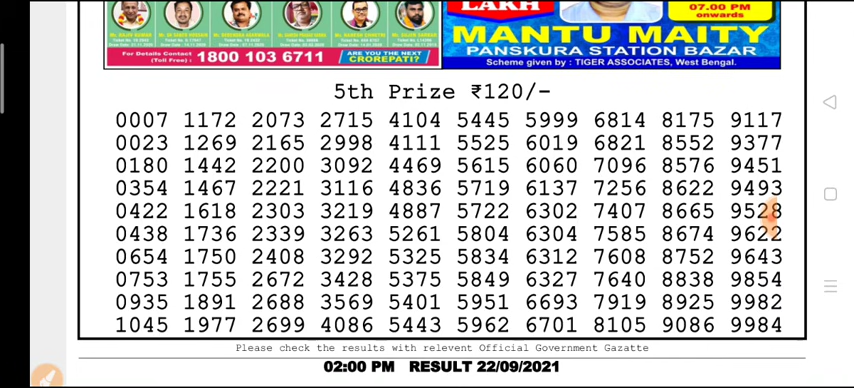 LAKH
07.00 PM
onwards
MANTU MAITY
PANSKURA STATION BAZAR
Scheme given by : TIGER ASSOCIATES, West Bengal.
For Details Contact
(Toll Free) : 1800 103 6711
ARE YOU THE NEXT
CROREPATI?
5th Prize ₹120/-
0007 1172 2073 2715 4104 5445 5999 6814 8175 9117
0023 1269 2165 2998 4111 5525 6019 6821 8552 9377
0180 1442 2200 3092 4469 5615 6060 7096 8576 9451
0354 1467 2221 3116 4836 5719 6137 7256 8622 9493
0422 1618 2303 3219 4887 5722 6302 7407 8665 9528
0438 1736 2339 3263 5261 5804 6304 7585 8674 9622
0654 1750 2408 3292 5325 5834 6312 7608 8752 9643
0753 1755 2672 3428 5375 5849 6327 7640 8838 9854
0935 1891 2688 3569 5401 5951 6693 7919 8925 9982
1045 1977 2699 4086 5443 5962 6701 8105 9086 9984
Please check the results with relevent Official Government Gazatte
02:00 PM RESULT 22/09/2021